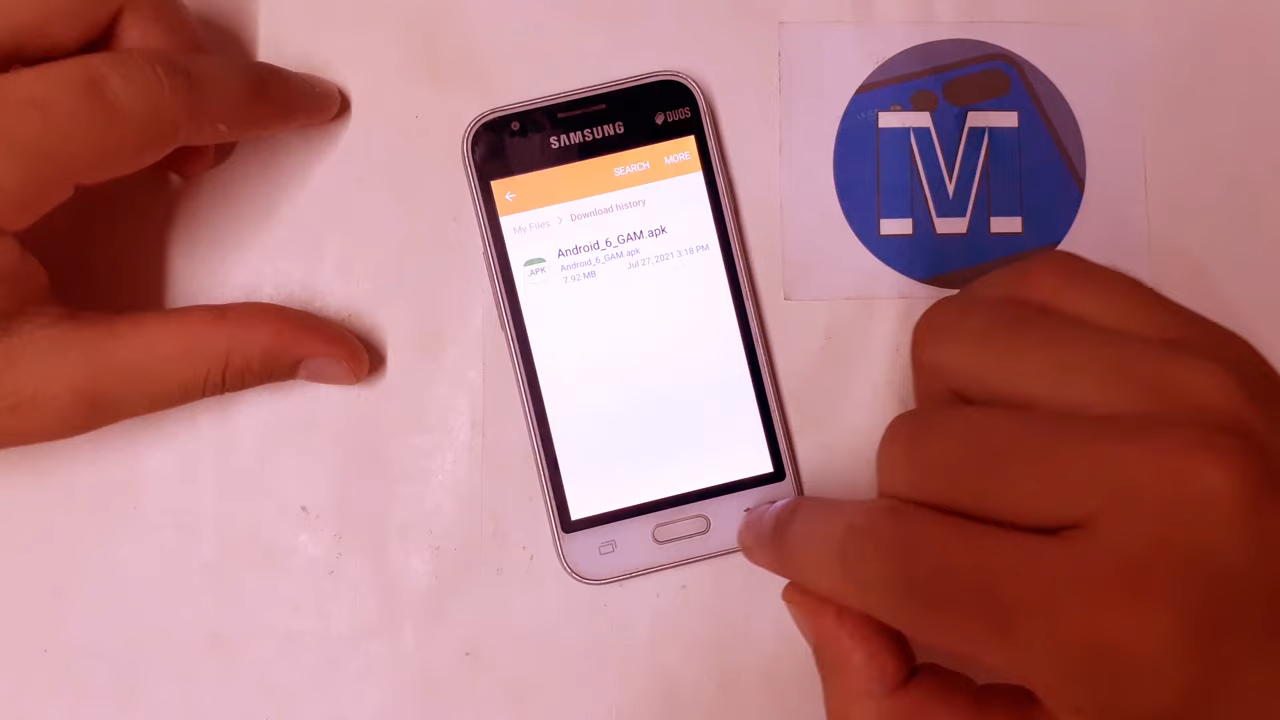 SAMSUNG
DUOS
SEARCH MORE
My Files > Download history
Android_6_GAM.apk
Android_6_GAM.apk
7.92 MB Jul 27, 2021 3:18 PM
.APK
M